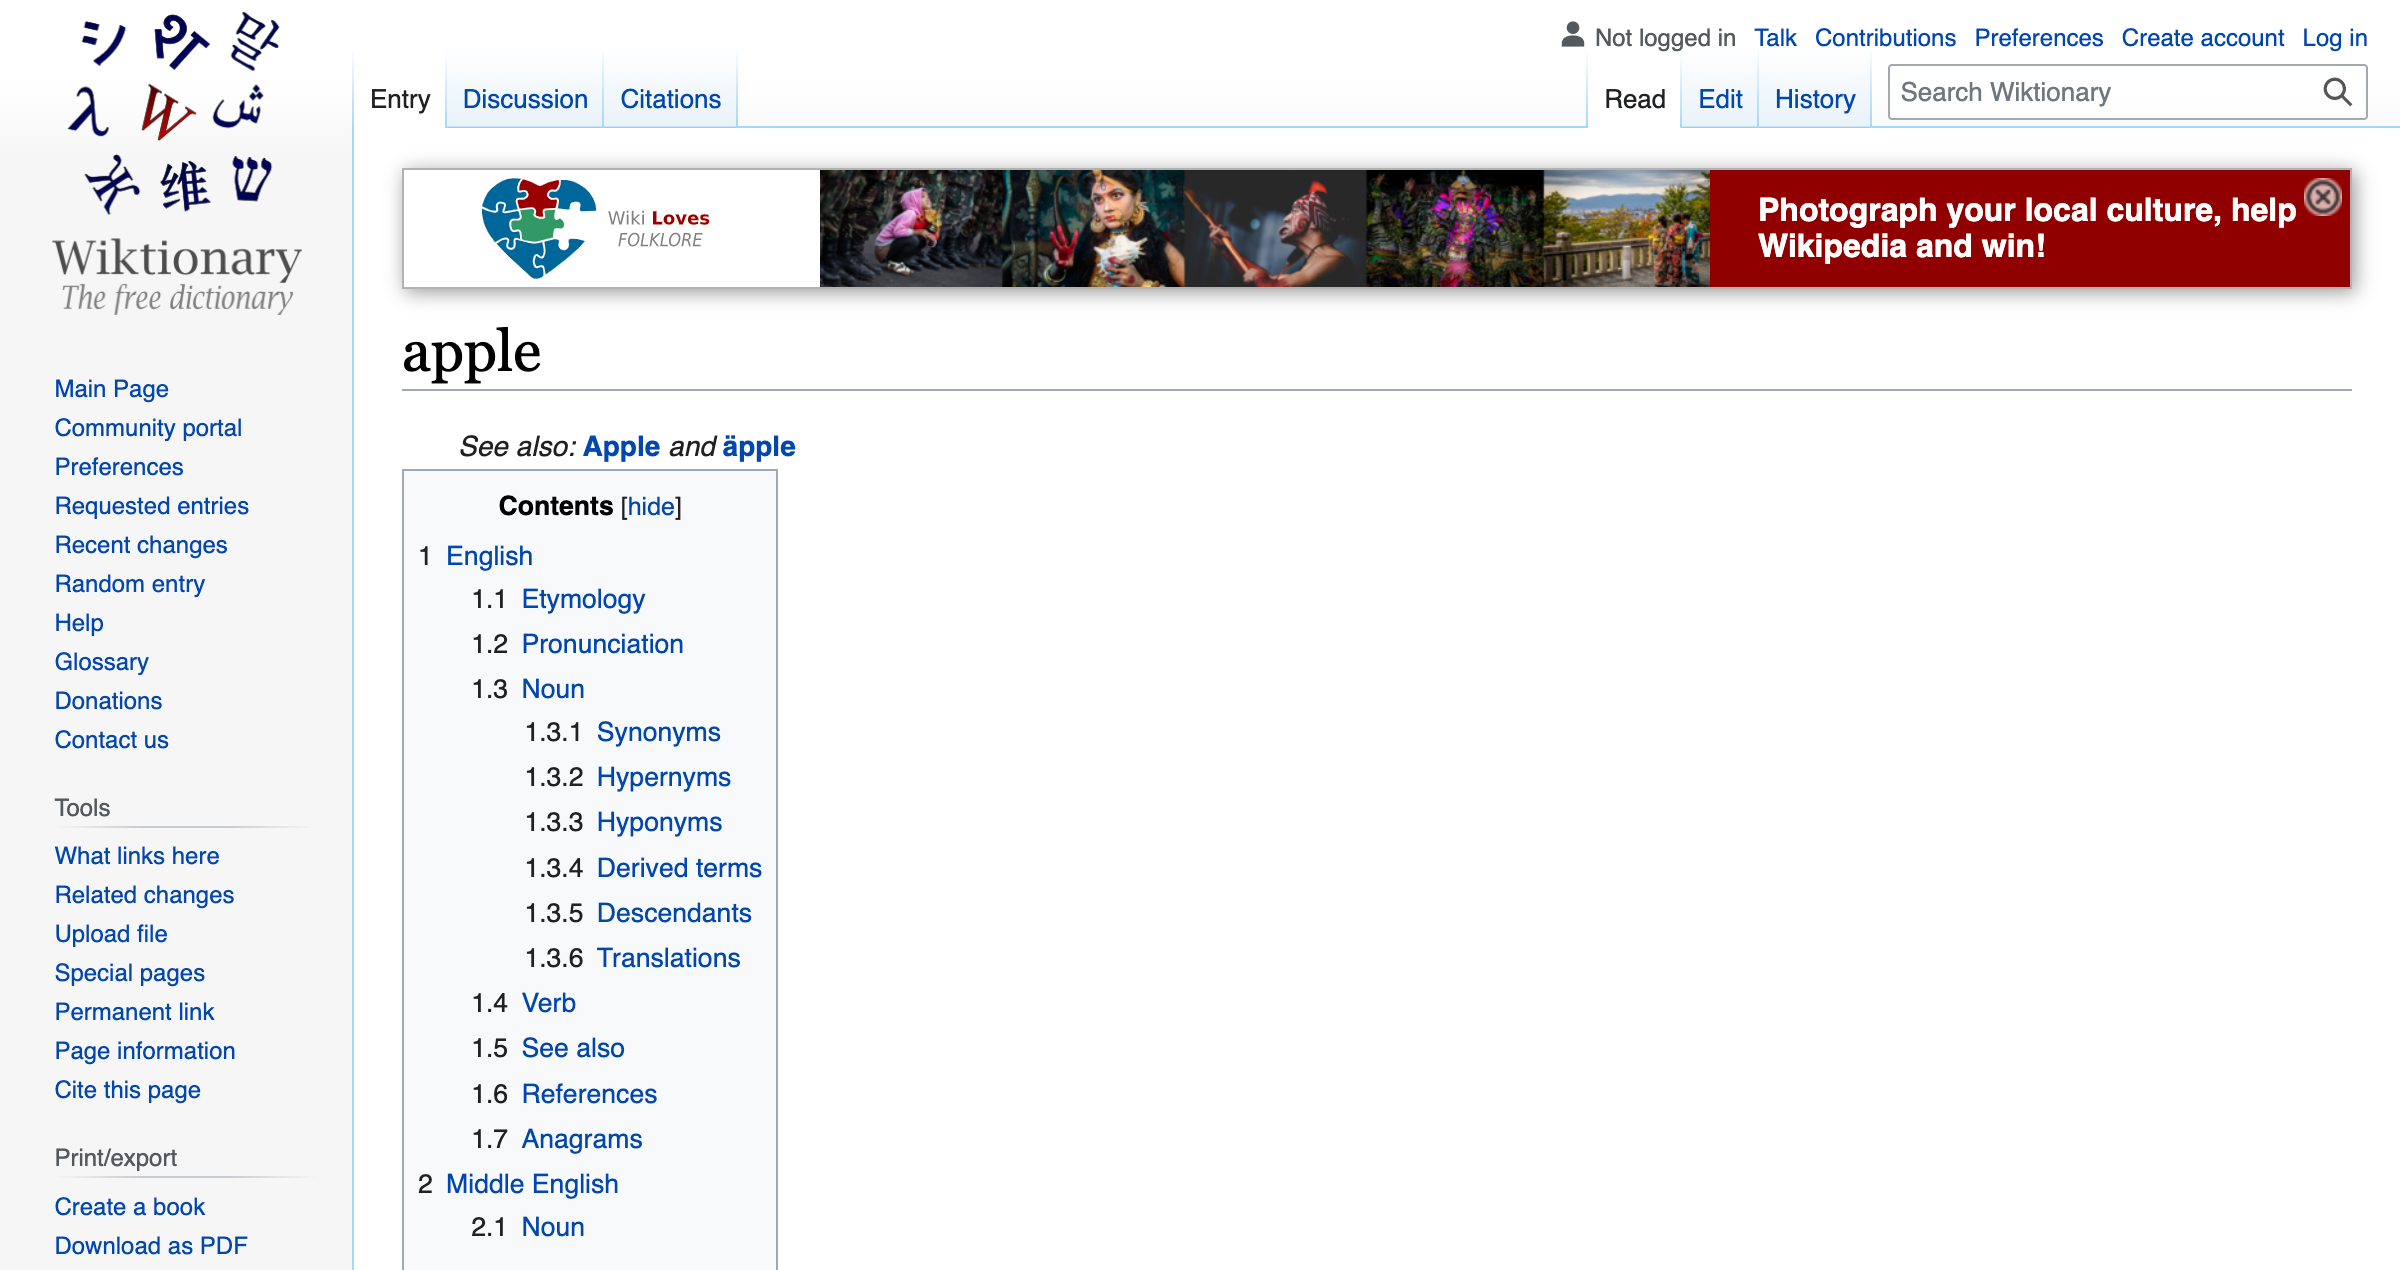 シ थ 말
λ W ش
ж 维 ש
Wiktionary
The free dictionary
Main Page
Community portal
Preferences
Requested entries
Recent changes
Random entry
Help
Glossary
Donations
Contact us
Tools
What links here
Related changes
Upload file
Special pages
Permanent link
Page information
Cite this page
Print/export
Create a book
Download as PDF
Not logged in Talk Contributions Preferences Create account Log in
Entry Discussion Citations Read Edit History Search Wiktionary
Wiki Loves
FOLKLORE
Photograph your local culture, help
Wikipedia and win!
apple
See also: Apple and äpple
Contents [hide]
1 English
1.1 Etymology
1.2 Pronunciation
1.3 Noun
1.3.1 Synonyms
1.3.2 Hypernyms
1.3.3 Hyponyms
1.3.4 Derived terms
1.3.5 Descendants
1.3.6 Translations
1.4 Verb
1.5 See also
1.6 References
1.7 Anagrams
2 Middle English
2.1 Noun